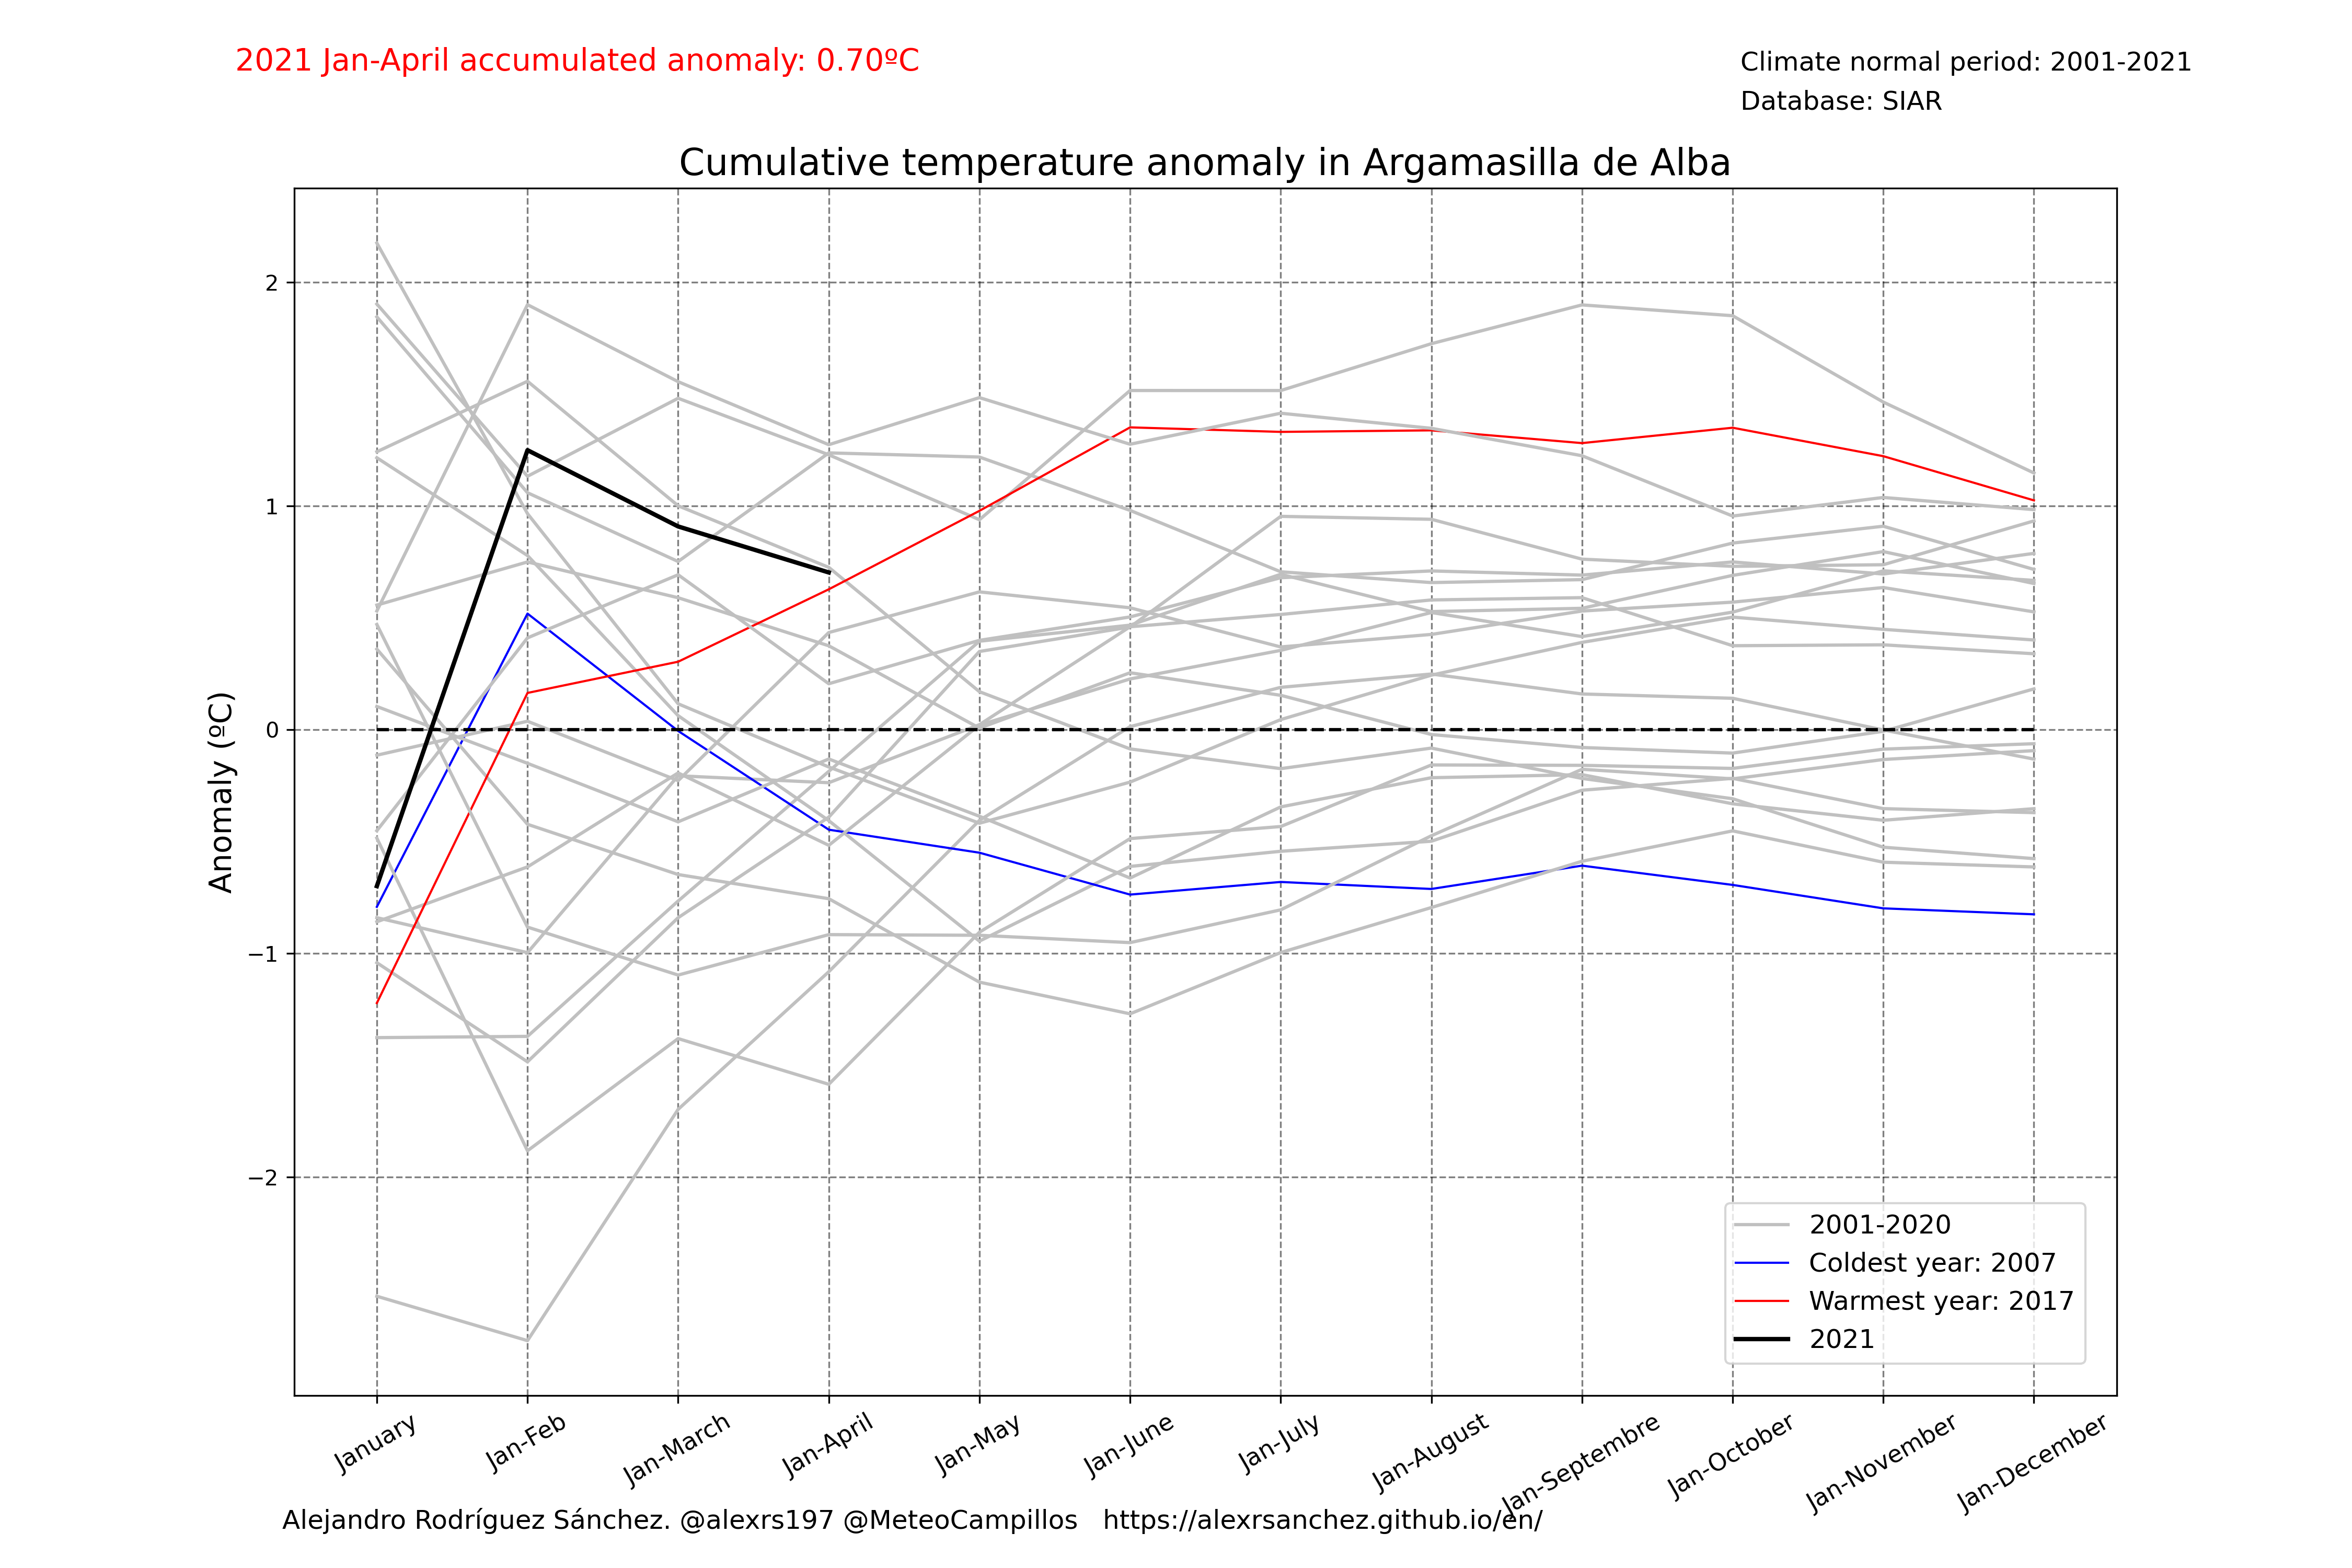 2021 Jan-April accumulated anomaly: 0.70ºC
Climate normal period: 2001-2021
Database: SIAR
Cumulative temperature anomaly in Argamasilla de Alba
Anomaly (ºC)
2
1
0
−1
−2
2001-2020
Coldest year: 2007
Warmest year: 2017
2021
January
Jan-Feb
Jan-March
Jan-April
Jan-May
Jan-June
Jan-July
Jan-August
Jan-Septembre
Jan-October
Jan-November
Jan-December
Alejandro Rodríguez Sánchez. @alexrs197 @MeteoCampillos https://alexrsanchez.github.io/en/